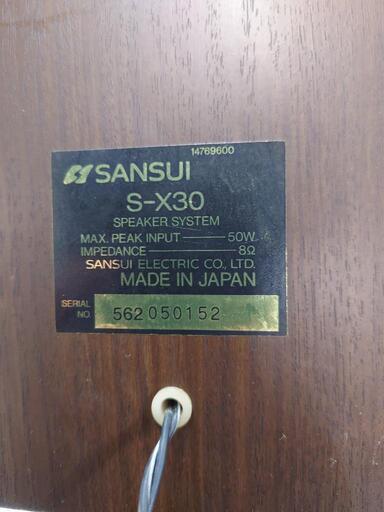 14769600
SANSUI
S-X30
SPEAKER SYSTEM
MAX. PEAK INPUT 50W.
IMPEDANCE 8Ω
SANSUI ELECTRIC CO., LTD.
MADE IN JAPAN
SERIAL NO. 562050152